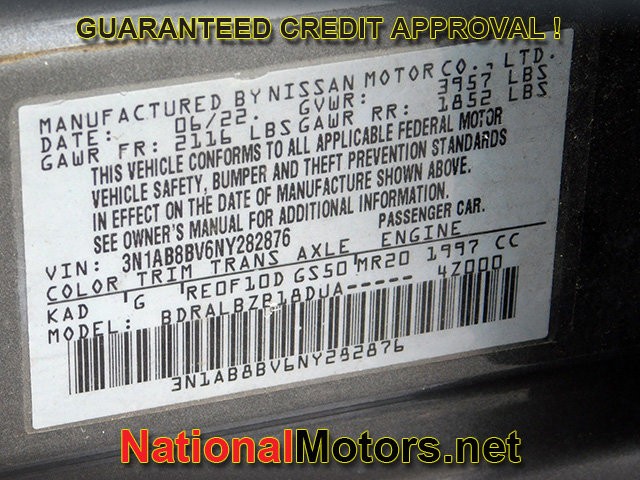 GUARANTEED CREDIT APPROVAL !
MANUFACTURED BY NISSAN MOTOR CO., LTD.
DATE: 06/22. GVWR: 3957 LBS
GAWR FR: 2116 LBS GAWR RR: 1852 LBS
THIS VEHICLE CONFORMS TO ALL APPLICABLE FEDERAL MOTOR
VEHICLE SAFETY, BUMPER AND THEFT PREVENTION STANDARDS
IN EFFECT ON THE DATE OF MANUFACTURE SHOWN ABOVE.
SEE OWNER'S MANUAL FOR ADDITIONAL INFORMATION.
VIN: 3N1AB8BV6NY282876 PASSENGER CAR.
COLOR TRIM TRANS AXLE ENGINE
KAD G RE0F10D GS50 MR20 1997 CC
MODEL: BDRALBZP18DUA----- 4Z000
3N1AB8BV6NY282876
NationalMotors.net